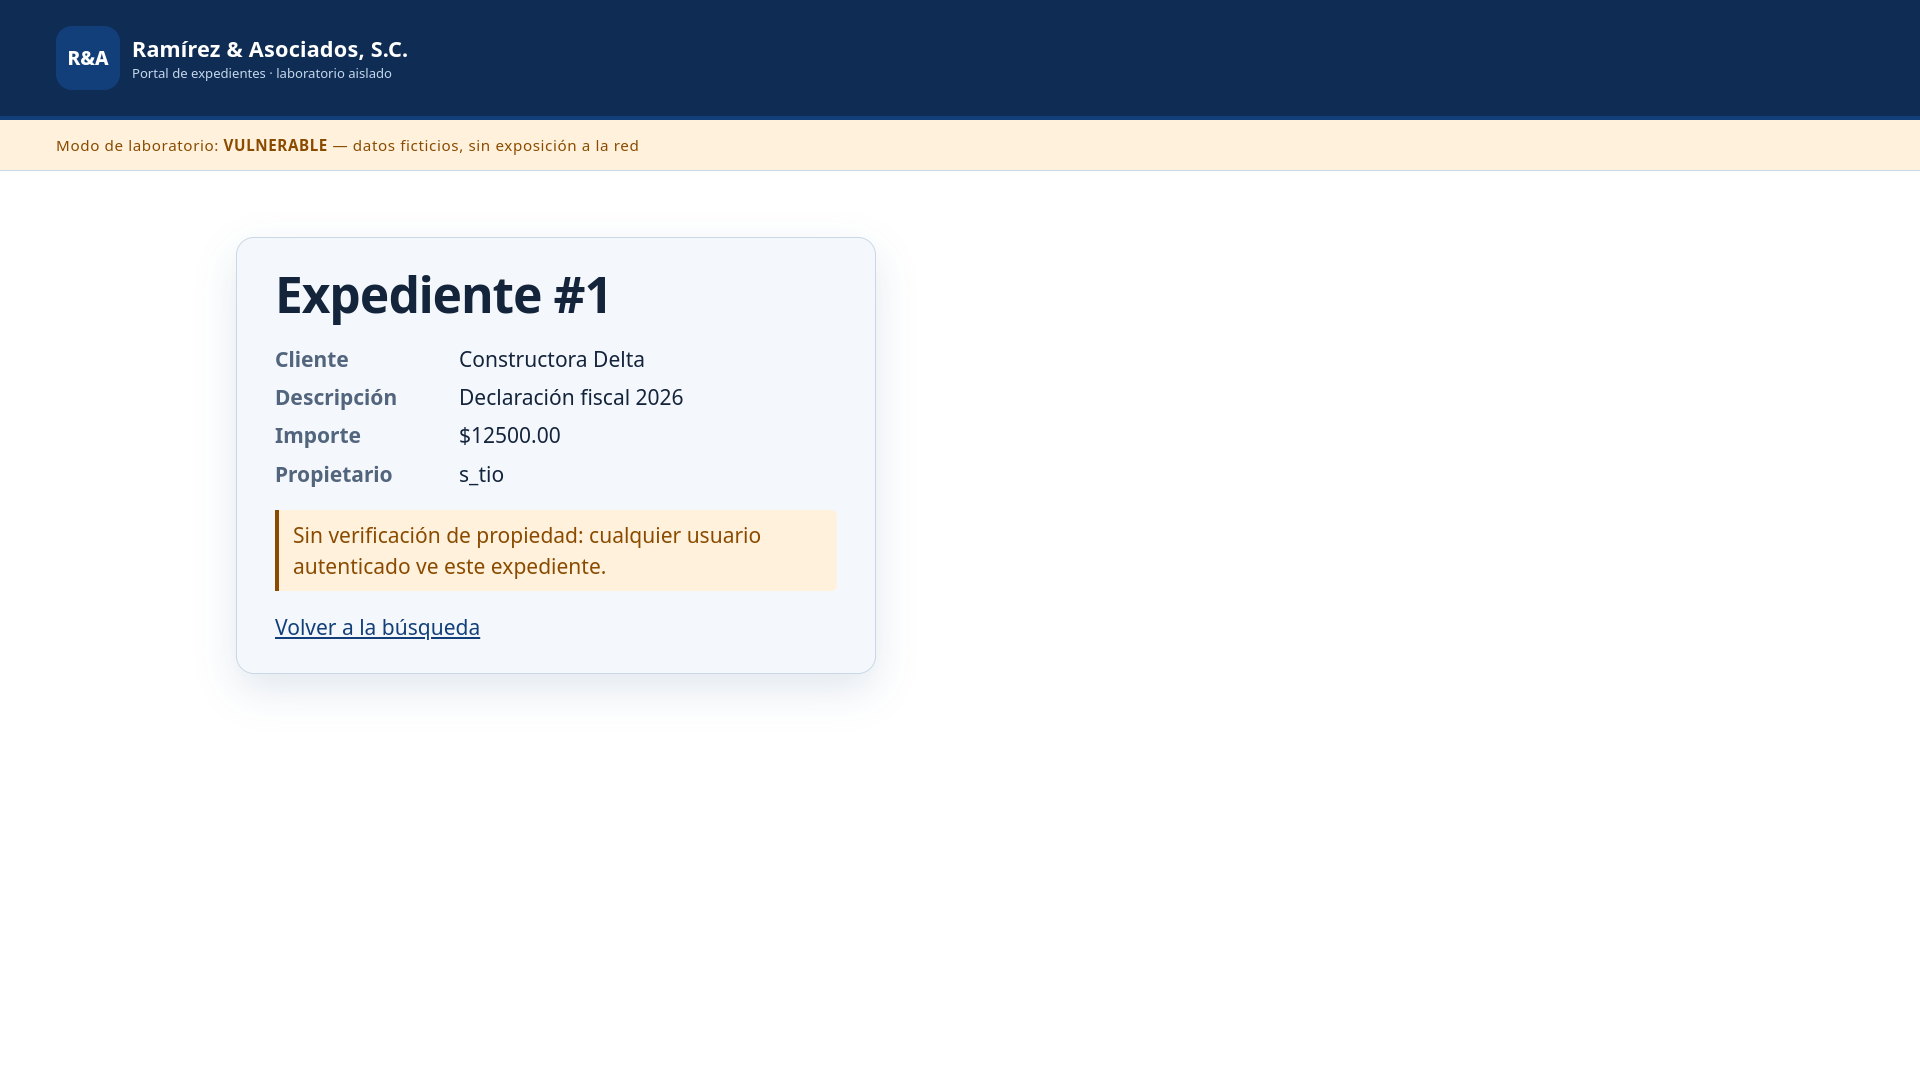 R&A
Ramírez & Asociados, S.C.
Portal de expedientes · laboratorio aislado
Modo de laboratorio: VULNERABLE — datos ficticios, sin exposición a la red
Expediente #1
Cliente Constructora Delta
Descripción Declaración fiscal 2026
Importe $12500.00
Propietario s_tio
Sin verificación de propiedad: cualquier usuario
autenticado ve este expediente.
Volver a la búsqueda